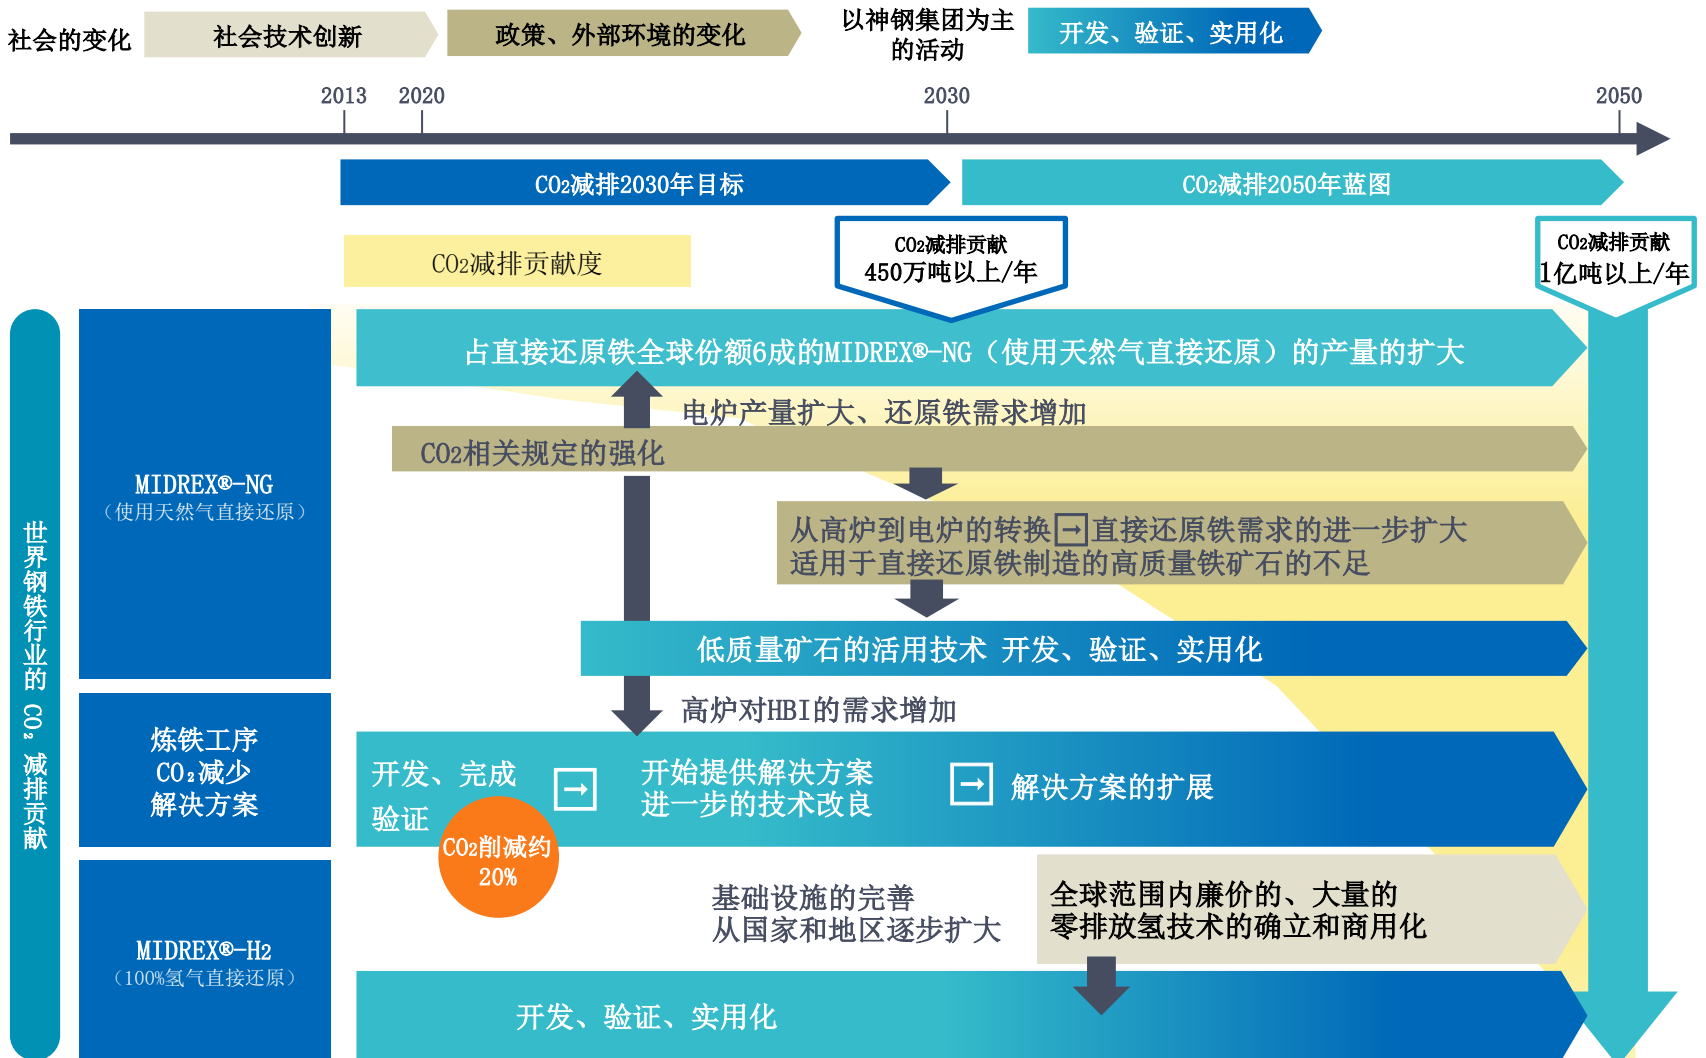 社会的变化
社会技术创新
政策、外部环境的变化
以神钢集团为主
的活动
开发、验证、实用化
2013
2020
2030
2050
CO₂减排2030年目标
CO₂减排2050年蓝图
CO₂减排贡献度
CO₂减排贡献
450万吨以上/年
CO₂减排贡献
1亿吨以上/年
世界钢铁行业的 CO₂ 减排贡献
MIDREX®-NG
（使用天然气直接还原）
占直接还原铁全球份额6成的MIDREX®-NG（使用天然气直接还原）的产量的扩大
电炉产量扩大、还原铁需求增加
CO2相关规定的强化
从高炉到电炉的转换→直接还原铁需求的进一步扩大
适用于直接还原铁制造的高质量铁矿石的不足
低质量矿石的活用技术 开发、验证、实用化
高炉对HBI的需求增加
炼铁工序
CO₂减少
解决方案
开发、完成
验证
→
开始提供解决方案
进一步的技术改良
→
解决方案的扩展
CO₂削减约
20%
MIDREX®-H2
（100%氢气直接还原）
基础设施的完善
从国家和地区逐步扩大
全球范围内廉价的、大量的
零排放氢技术的确立和商用化
开发、验证、实用化